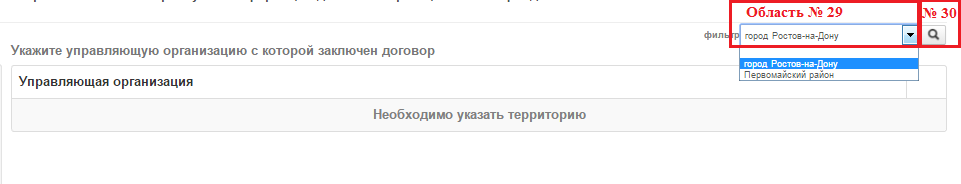 Область № 29
№ 30
фильтр
город Ростов-на-Дону
город Ростов-на-Дону
Первомайский район
Укажите управляющую организацию с которой заключен договор
Управляющая организация
Необходимо указать территорию